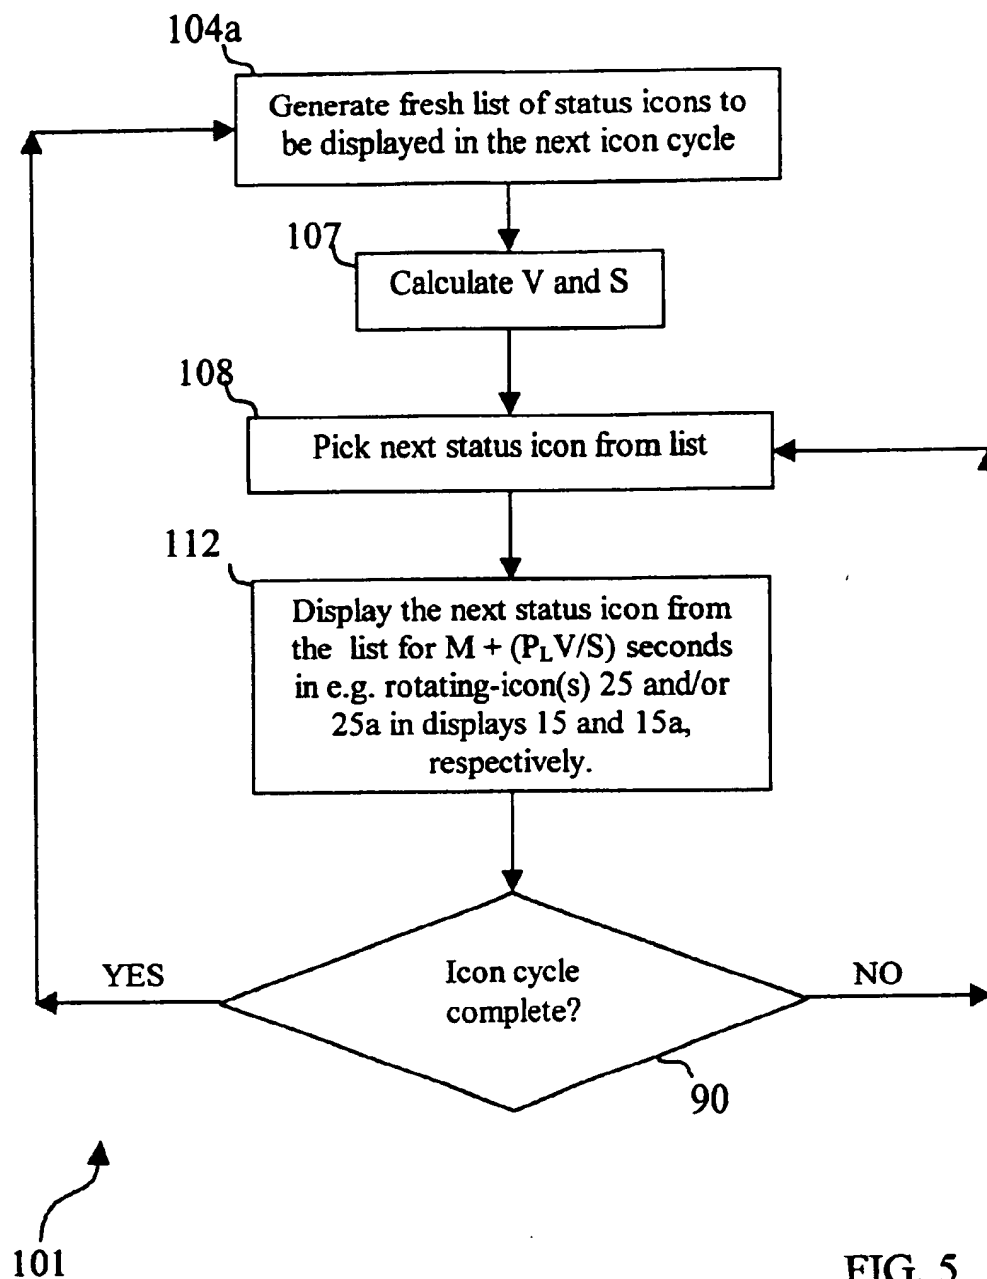 104a
Generate fresh list of status icons to
be displayed in the next icon cycle
107
Calculate V and S
108
Pick next status icon from list
112
Display the next status icon from
the list for M + (PLV/S) seconds
in e.g. rotating-icon(s) 25 and/or
25a in displays 15 and 15a,
respectively.
YES
Icon cycle
complete?
NO
90
101
FIG. 5